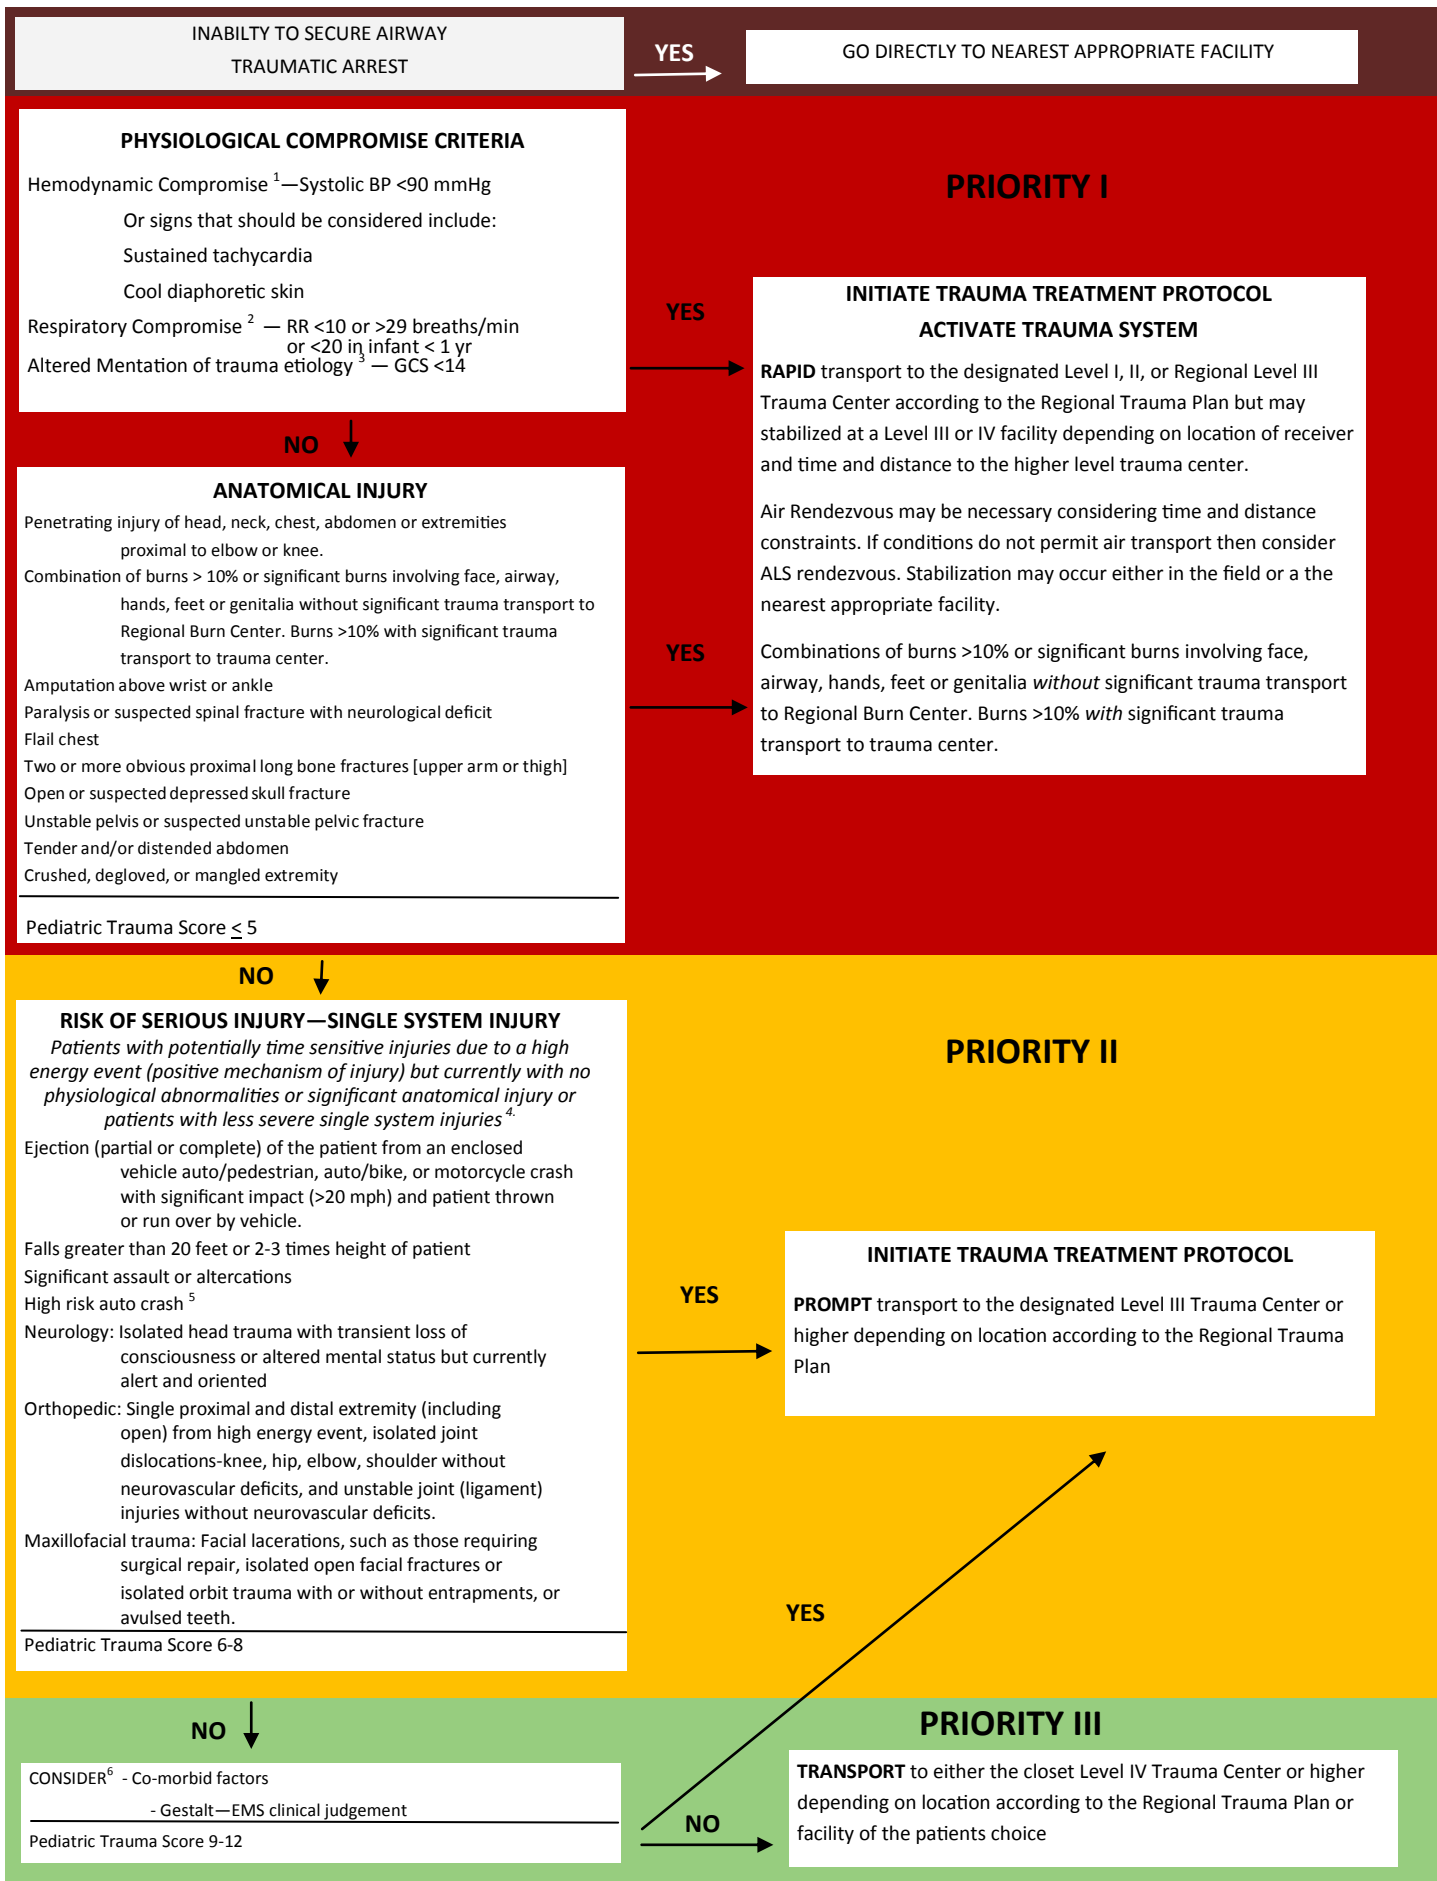 INABILTY TO SECURE AIRWAY
TRAUMATIC ARREST
YES
GO DIRECTLY TO NEAREST APPROPRIATE FACILITY
PHYSIOLOGICAL COMPROMISE CRITERIA
Hemodynamic Compromise 1—Systolic BP <90 mmHg
Or signs that should be considered include:
Sustained tachycardia
Cool diaphoretic skin
Respiratory Compromise 2 — RR <10 or >29 breaths/min
or <20 in infant < 1 yr
Altered Mentation of trauma etiology 3 — GCS <14
YES
PRIORITY I
INITIATE TRAUMA TREATMENT PROTOCOL
ACTIVATE TRAUMA SYSTEM
RAPID transport to the designated Level I, II, or Regional Level III
Trauma Center according to the Regional Trauma Plan but may
stabilized at a Level III or IV facility depending on location of receiver
and time and distance to the higher level trauma center.
Air Rendezvous may be necessary considering time and distance
constraints. If conditions do not permit air transport then consider
ALS rendezvous. Stabilization may occur either in the field or a the
nearest appropriate facility.
Combinations of burns >10% or significant burns involving face,
airway, hands, feet or genitalia without significant trauma transport
to Regional Burn Center. Burns >10% with significant trauma
transport to trauma center.
NO
ANATOMICAL INJURY
Penetrating injury of head, neck, chest, abdomen or extremities
proximal to elbow or knee.
Combination of burns > 10% or significant burns involving face, airway,
hands, feet or genitalia without significant trauma transport to
Regional Burn Center. Burns >10% with significant trauma
transport to trauma center.
Amputation above wrist or ankle
Paralysis or suspected spinal fracture with neurological deficit
Flail chest
Two or more obvious proximal long bone fractures [upper arm or thigh]
Open or suspected depressed skull fracture
Unstable pelvis or suspected unstable pelvic fracture
Tender and/or distended abdomen
Crushed, degloved, or mangled extremity
Pediatric Trauma Score < 5
YES
NO
RISK OF SERIOUS INJURY—SINGLE SYSTEM INJURY
Patients with potentially time sensitive injuries due to a high
energy event (positive mechanism of injury) but currently with no
physiological abnormalities or significant anatomical injury or
patients with less severe single system injuries 4.
Ejection (partial or complete) of the patient from an enclosed
vehicle auto/pedestrian, auto/bike, or motorcycle crash
with significant impact (>20 mph) and patient thrown
or run over by vehicle.
Falls greater than 20 feet or 2-3 times height of patient
Significant assault or altercations
High risk auto crash 5
Neurology: Isolated head trauma with transient loss of
consciousness or altered mental status but currently
alert and oriented
Orthopedic: Single proximal and distal extremity (including
open) from high energy event, isolated joint
dislocations-knee, hip, elbow, shoulder without
neurovascular deficits, and unstable joint (ligament)
injuries without neurovascular deficits.
Maxillofacial trauma: Facial lacerations, such as those requiring
surgical repair, isolated open facial fractures or
isolated orbit trauma with or without entrapments, or
avulsed teeth.
Pediatric Trauma Score 6-8
YES
PRIORITY II
INITIATE TRAUMA TREATMENT PROTOCOL
PROMPT transport to the designated Level III Trauma Center or
higher depending on location according to the Regional Trauma
Plan
YES
NO
CONSIDER6 - Co-morbid factors
- Gestalt—EMS clinical judgement
Pediatric Trauma Score 9-12
NO
PRIORITY III
TRANSPORT to either the closet Level IV Trauma Center or higher
depending on location according to the Regional Trauma Plan or
facility of the patients choice